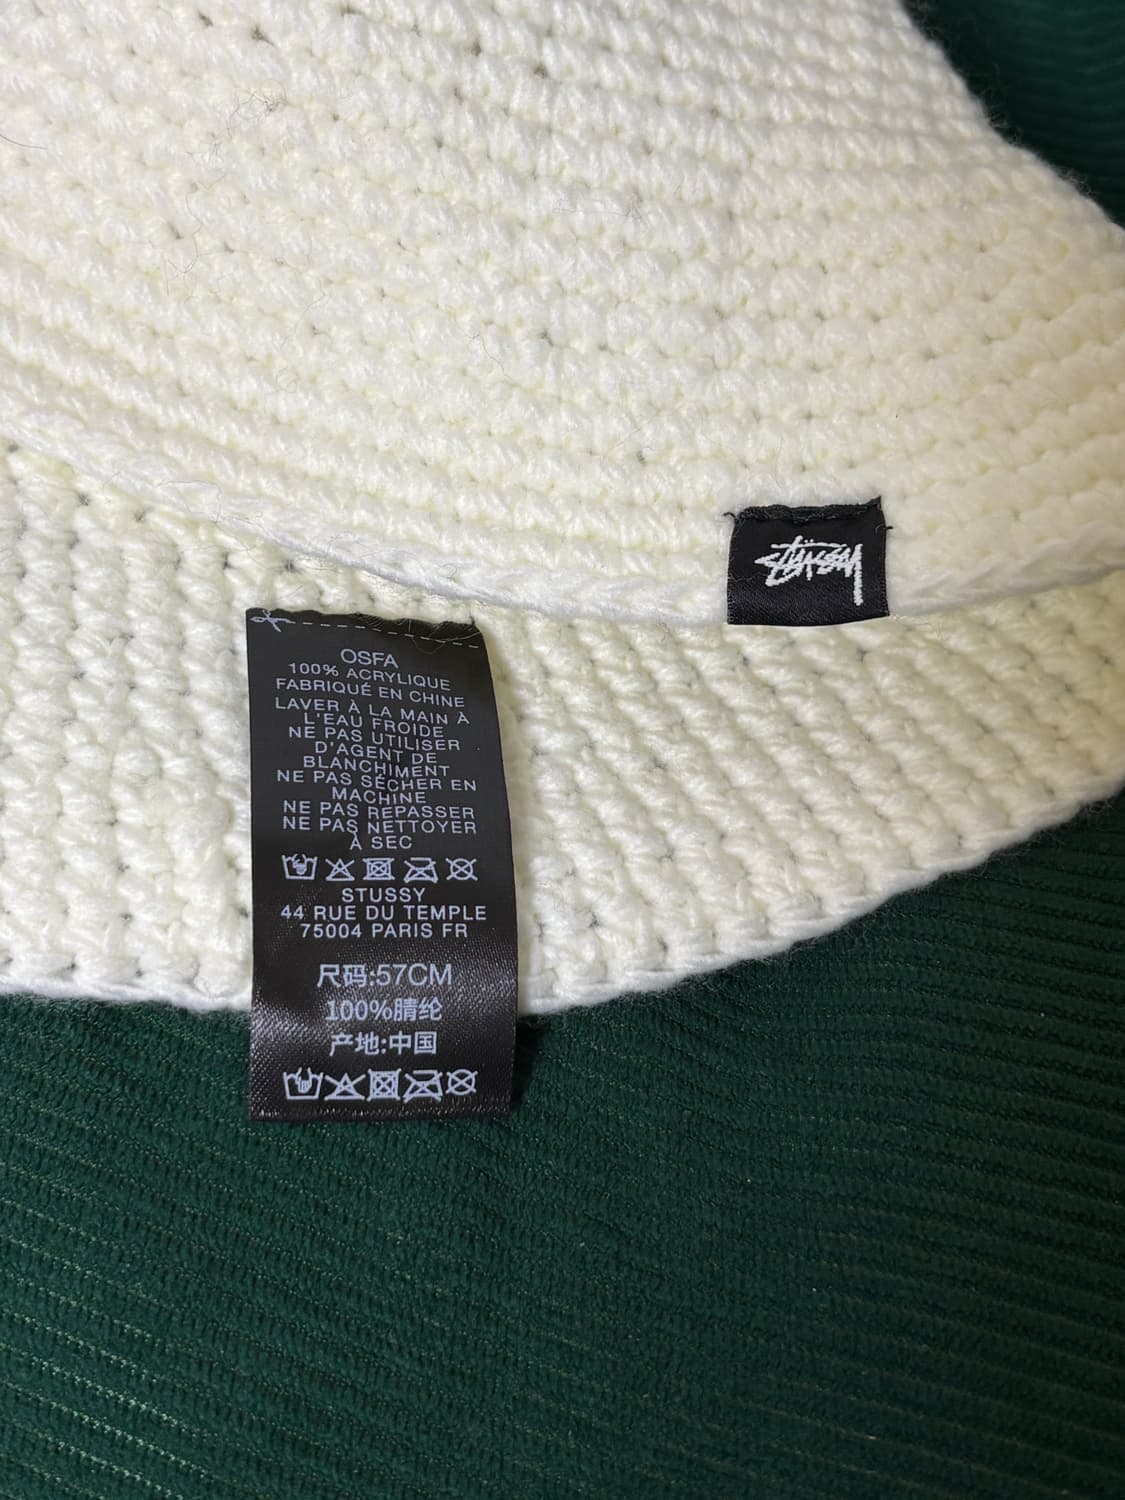 Stüssy
OSFA
100% ACRYLIQUE
FABRIQUÉ EN CHINE
LAVER À LA MAIN À
L'EAU FROIDE
NE PAS UTILISER
D'AGENT DE
BLANCHIMENT
NE PAS SÉCHER EN
MACHINE
NE PAS REPASSER
NE PAS NETTOYER
À SEC
STUSSY
44 RUE DU TEMPLE
75004 PARIS FR
尺码:57CM
100%腈纶
产地:中国